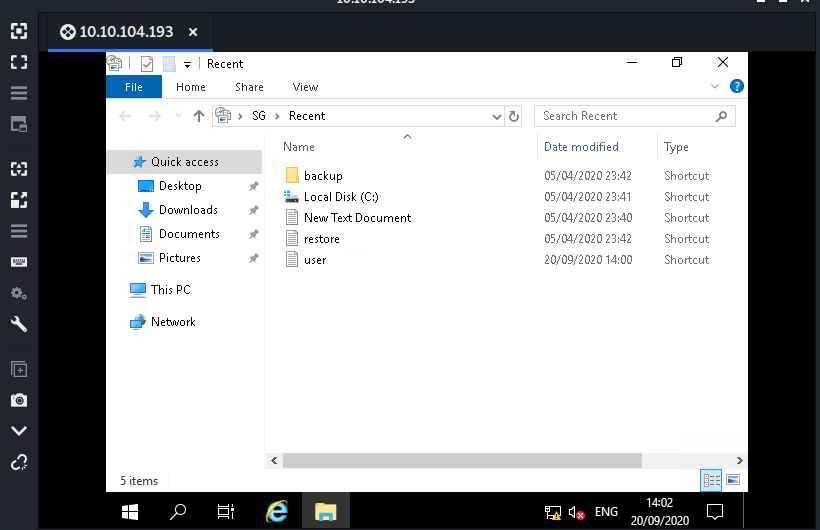 10.10.104.193
10.10.104.193 ×
Recent
File Home Share View
SG Recent Search Recent
Name Date modified Type
Quick access
Desktop
Downloads
Documents
Pictures
This PC
Network
backup 05/04/2020 23:42 Shortcut
Local Disk (C:) 05/04/2020 23:41 Shortcut
New Text Document 05/04/2020 23:40 Shortcut
restore 05/04/2020 23:42 Shortcut
user 20/09/2020 14:00 Shortcut
5 items
ENG 14:02
20/09/2020